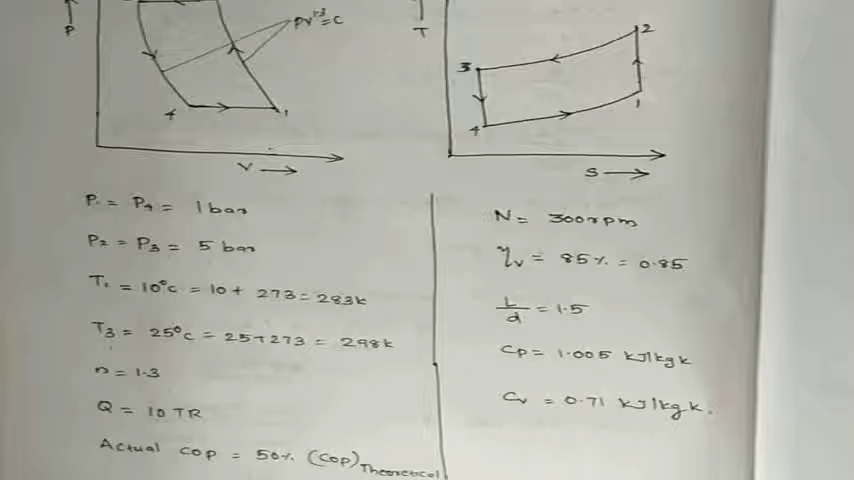 P
PV^1.3 = C
4
1
V
T
2
3
1
4
S
P₁ = P₄ = 1 bar
P₂ = P₃ = 5 bar
T₁ = 10°C = 10 + 273 = 283K
T₃ = 25°C = 25+273 = 298K
n = 1.3
Q = 10 TR
Actual COP = 50% (COP)Theoretical
N = 300rpm
ηv = 85% = 0.85
L/d = 1.5
Cp = 1.005 kJ/kg K
Cv = 0.71 kJ/kg K.